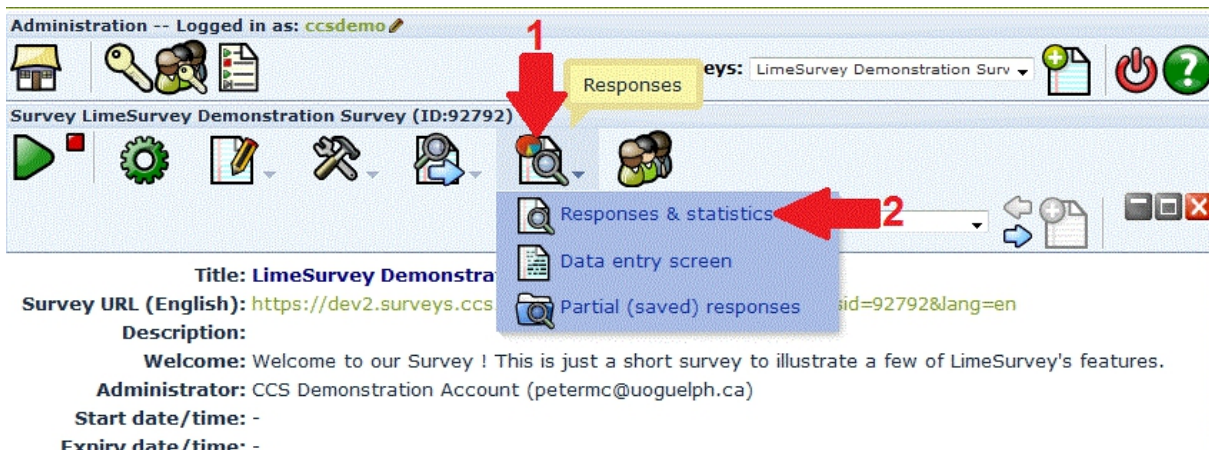 Administration -- Logged in as: ccsdemo
1
Responses
eys: LimeSurvey Demonstration Surv
Survey LimeSurvey Demonstration Survey (ID:92792)
Responses & statistics
2
Data entry screen
Partial (saved) responses
Title: LimeSurvey Demonstra
Survey URL (English): https://dev2.surveys.ccs sid=92792&lang=en
Description:
Welcome: Welcome to our Survey ! This is just a short survey to illustrate a few of LimeSurvey's features.
Administrator: CCS Demonstration Account (petermc@uoguelph.ca)
Start date/time: -
Expiry date/time: -